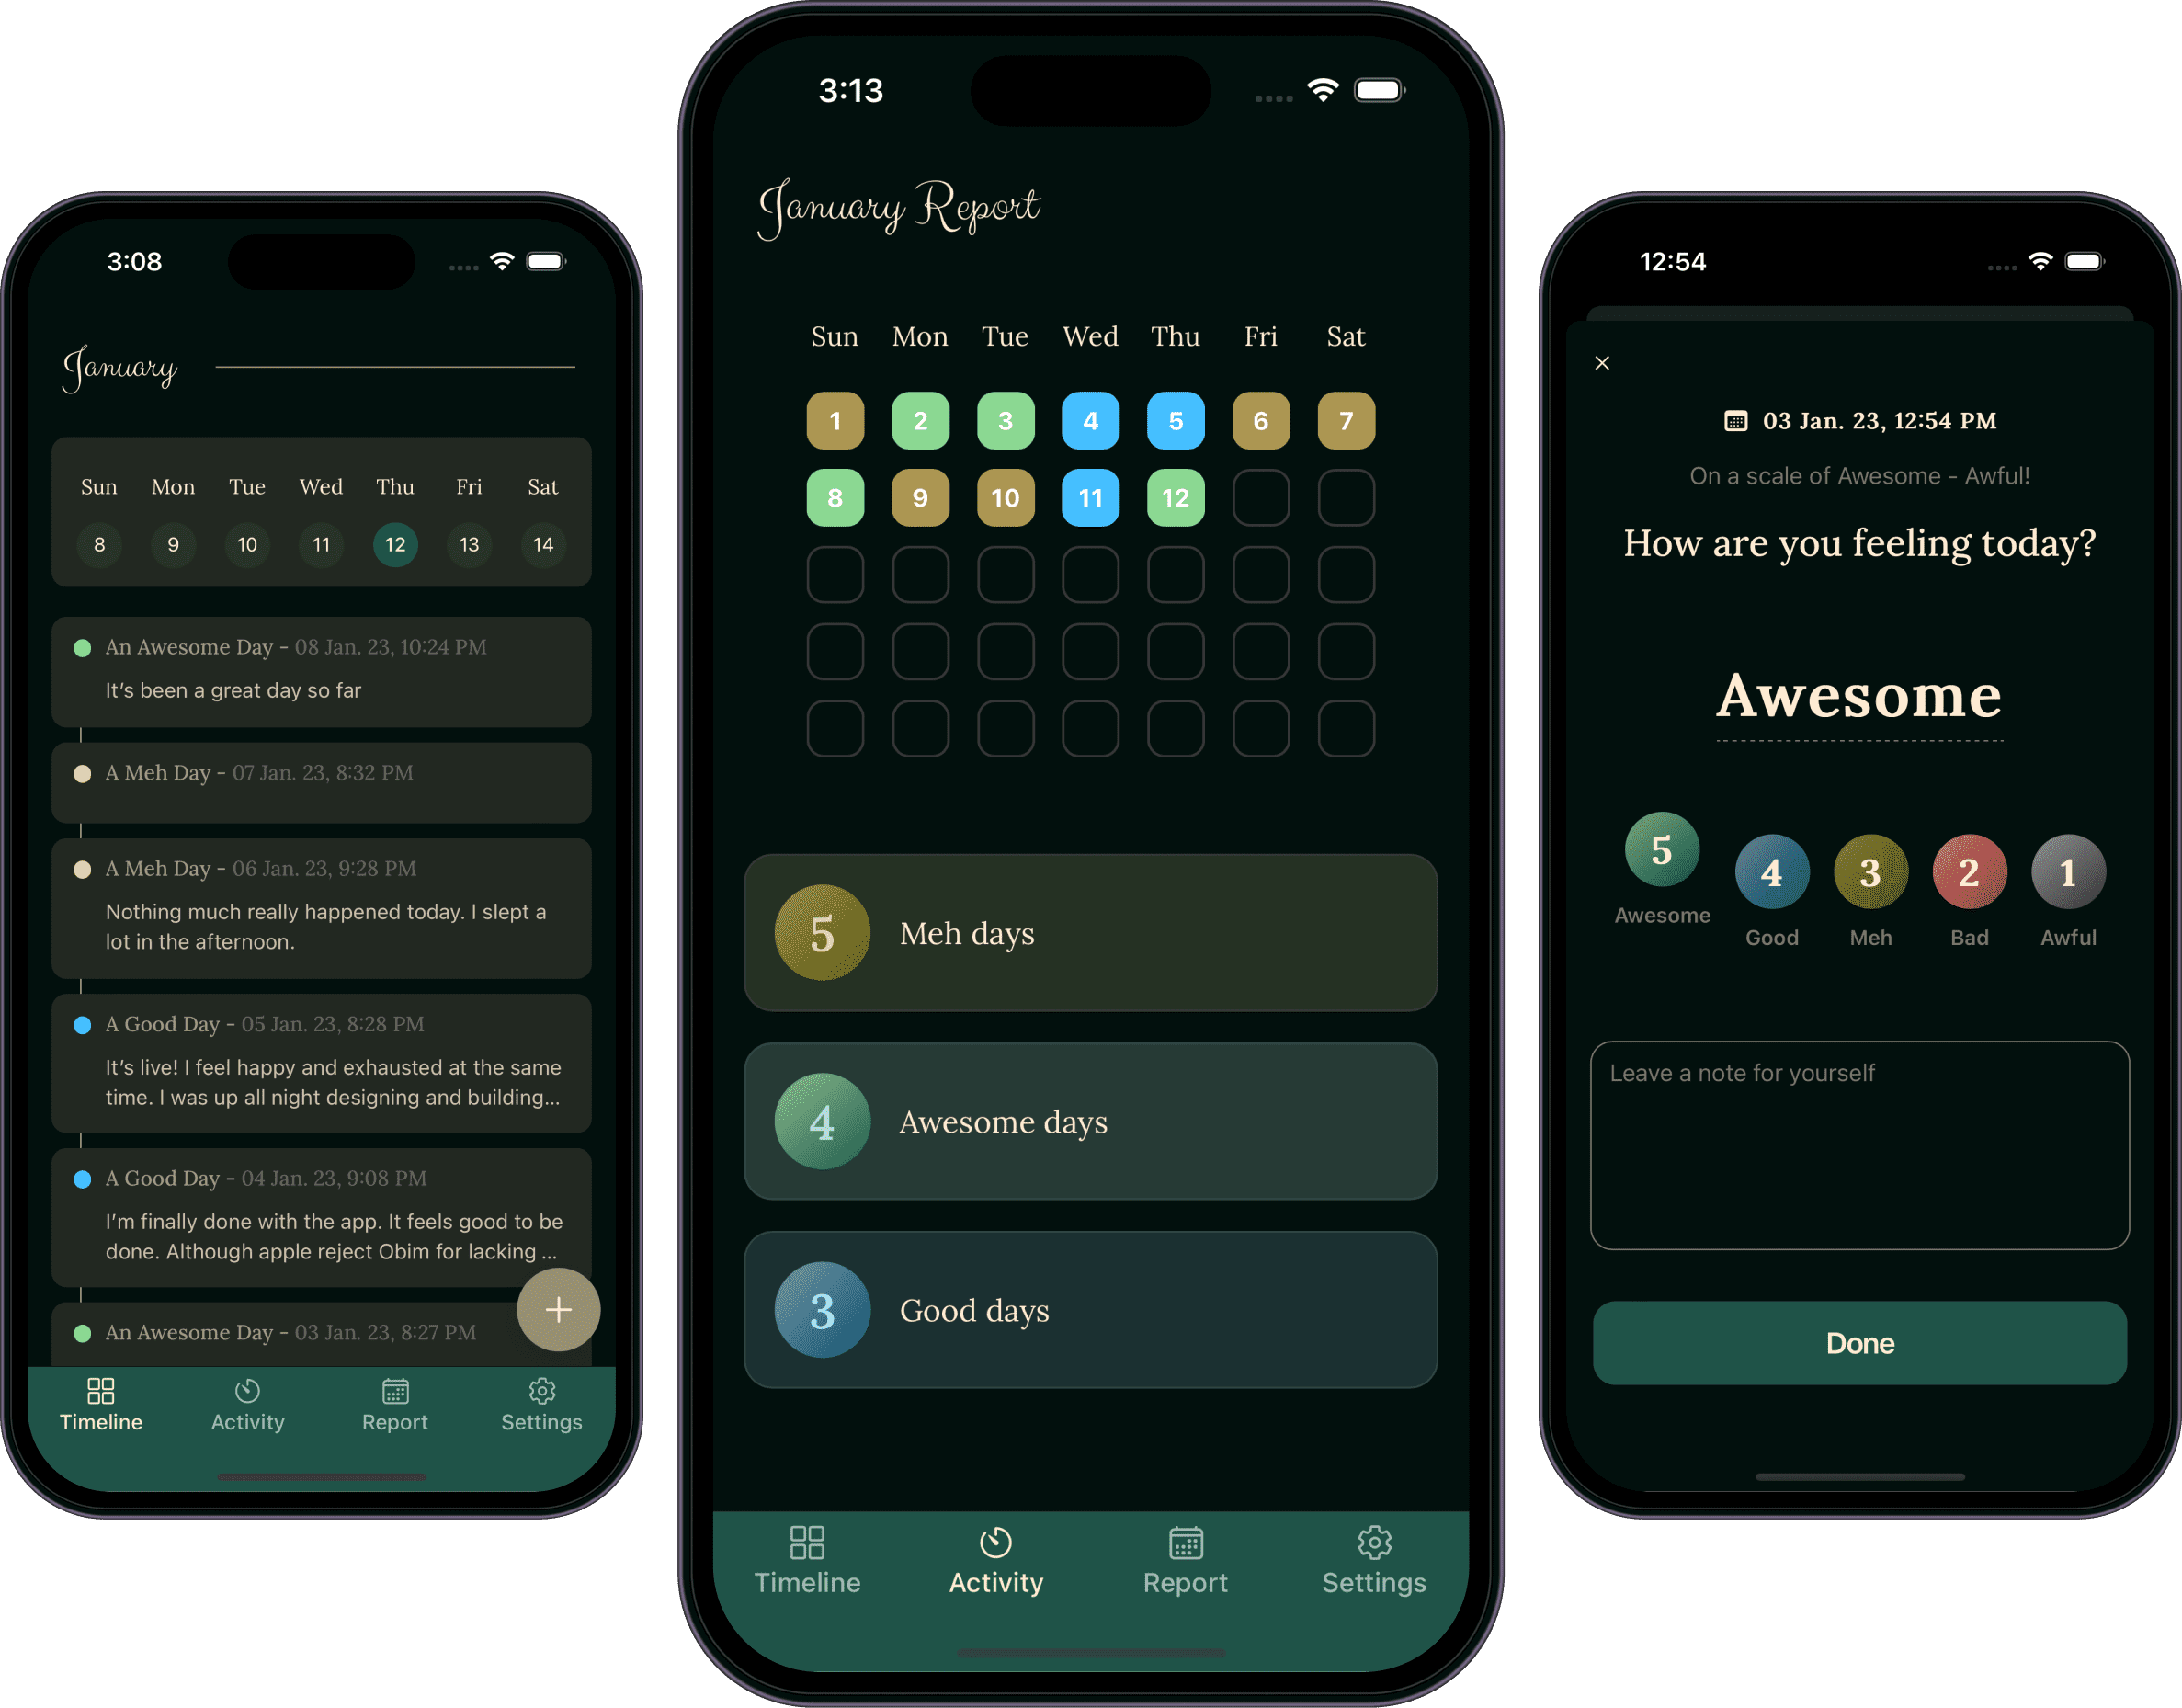 3:08
January
Sun Mon Tue Wed Thu Fri Sat
8 9 10 11 12 13 14
An Awesome Day - 08 Jan. 23, 10:24 PM
It's been a great day so far
A Meh Day - 07 Jan. 23, 8:32 PM
A Meh Day - 06 Jan. 23, 9:28 PM
Nothing much really happened today. I slept a
lot in the afternoon.
A Good Day - 05 Jan. 23, 8:28 PM
It's live! I feel happy and exhausted at the same
time. I was up all night designing and building...
A Good Day - 04 Jan. 23, 9:08 PM
I'm finally done with the app. It feels good to be
done. Although apple reject Obim for lacking ...
An Awesome Day - 03 Jan. 23, 8:27 PM
Timeline Activity Report Settings
3:13
January Report
Sun Mon Tue Wed Thu Fri Sat
1 2 3 4 5 6 7
8 9 10 11 12
5 Meh days
4 Awesome days
3 Good days
Timeline Activity Report Settings
12:54
03 Jan. 23, 12:54 PM
On a scale of Awesome - Awful!
How are you feeling today?
Awesome
5 4 3 2 1
Awesome Good Meh Bad Awful
Leave a note for yourself
Done